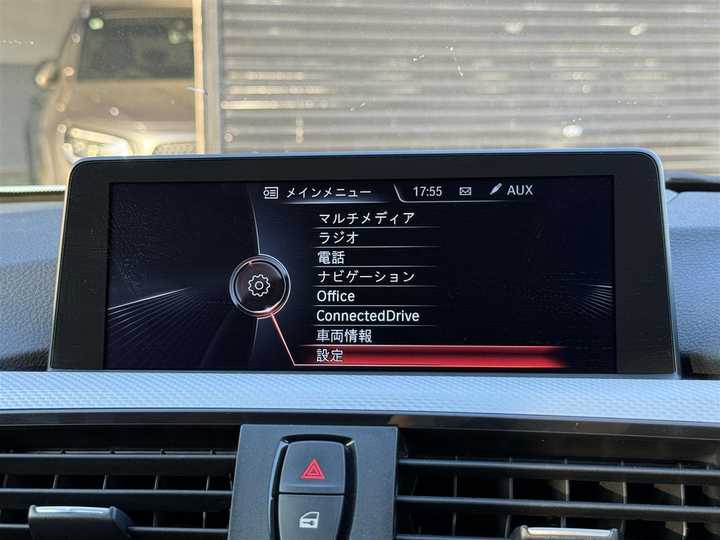 メインメニュー 17:55 AUX
マルチメディア
ラジオ
電話
ナビゲーション
Office
ConnectedDrive
車両情報
設定